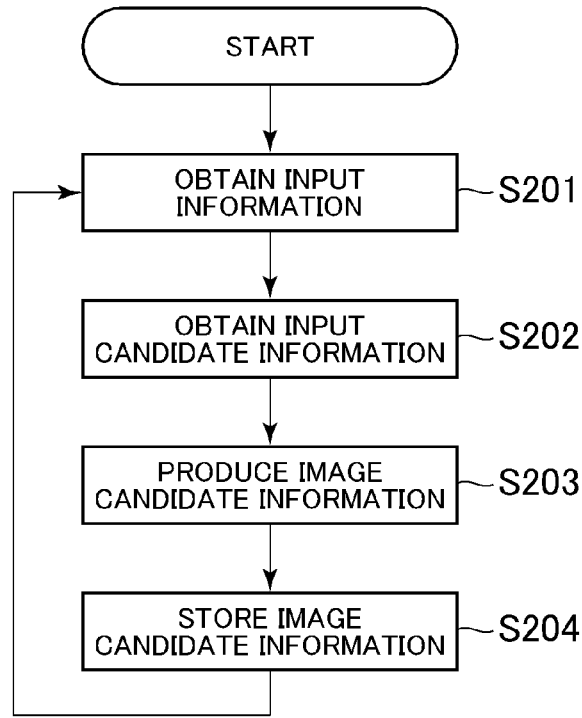 START
OBTAIN INPUT
INFORMATION
S201
OBTAIN INPUT
CANDIDATE INFORMATION
S202
PRODUCE IMAGE
CANDIDATE INFORMATION
S203
STORE IMAGE
CANDIDATE INFORMATION
S204